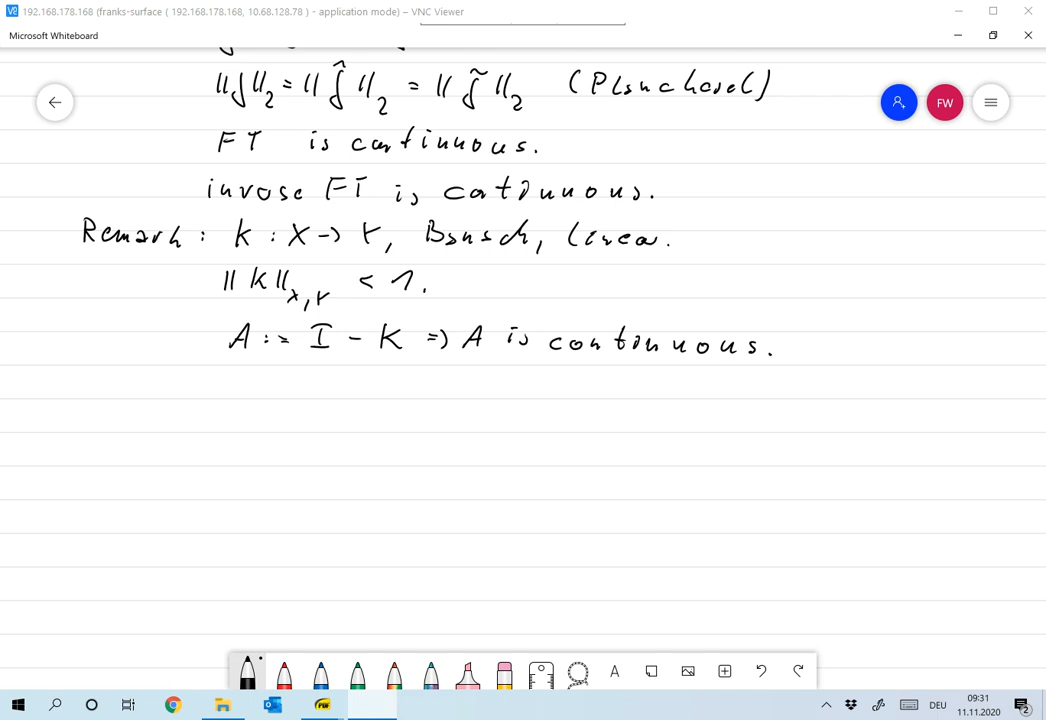 192.168.178.168 (franks-surface ( 192.168.178.168, 10.68.128.78 ) - application mode) – VNC Viewer
Microsoft Whiteboard
||f||₂ = ||f̂||₂ = ||f̃||₂ (Plancherel)
FT is continuous.
inverse FT is continuous.
Remark: K : X → Y, Banach, linear.
||K||_{X,Y} < 1.
A := I - K ⇒ A is continuous.
FW
A
DEU
09:31
11.11.2020
2